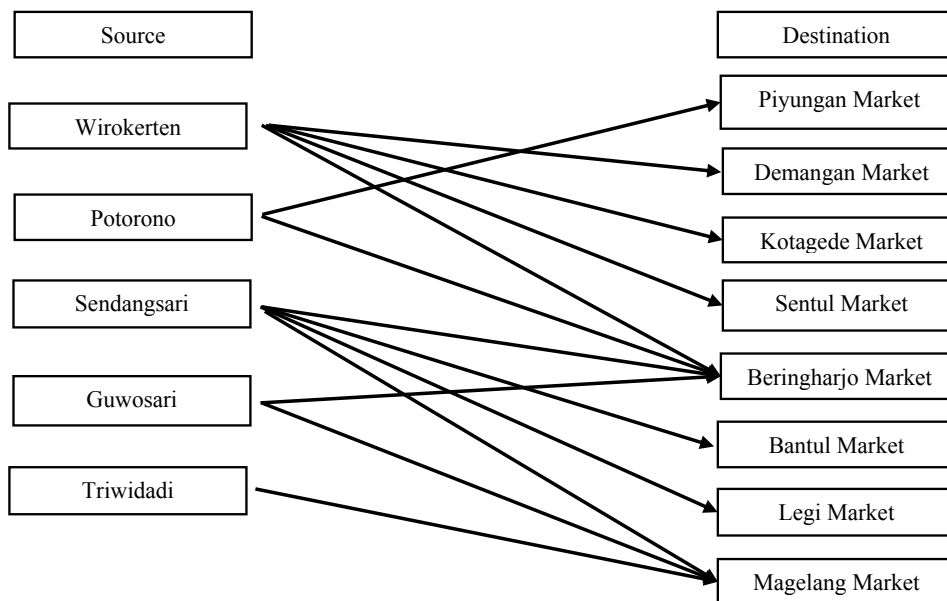 Source
Wirokerten
Potorono
Sendangsari
Guwosari
Triwidadi
Destination
Piyungan Market
Demangan Market
Kotagede Market
Sentul Market
Beringharjo Market
Bantul Market
Legi Market
Magelang Market